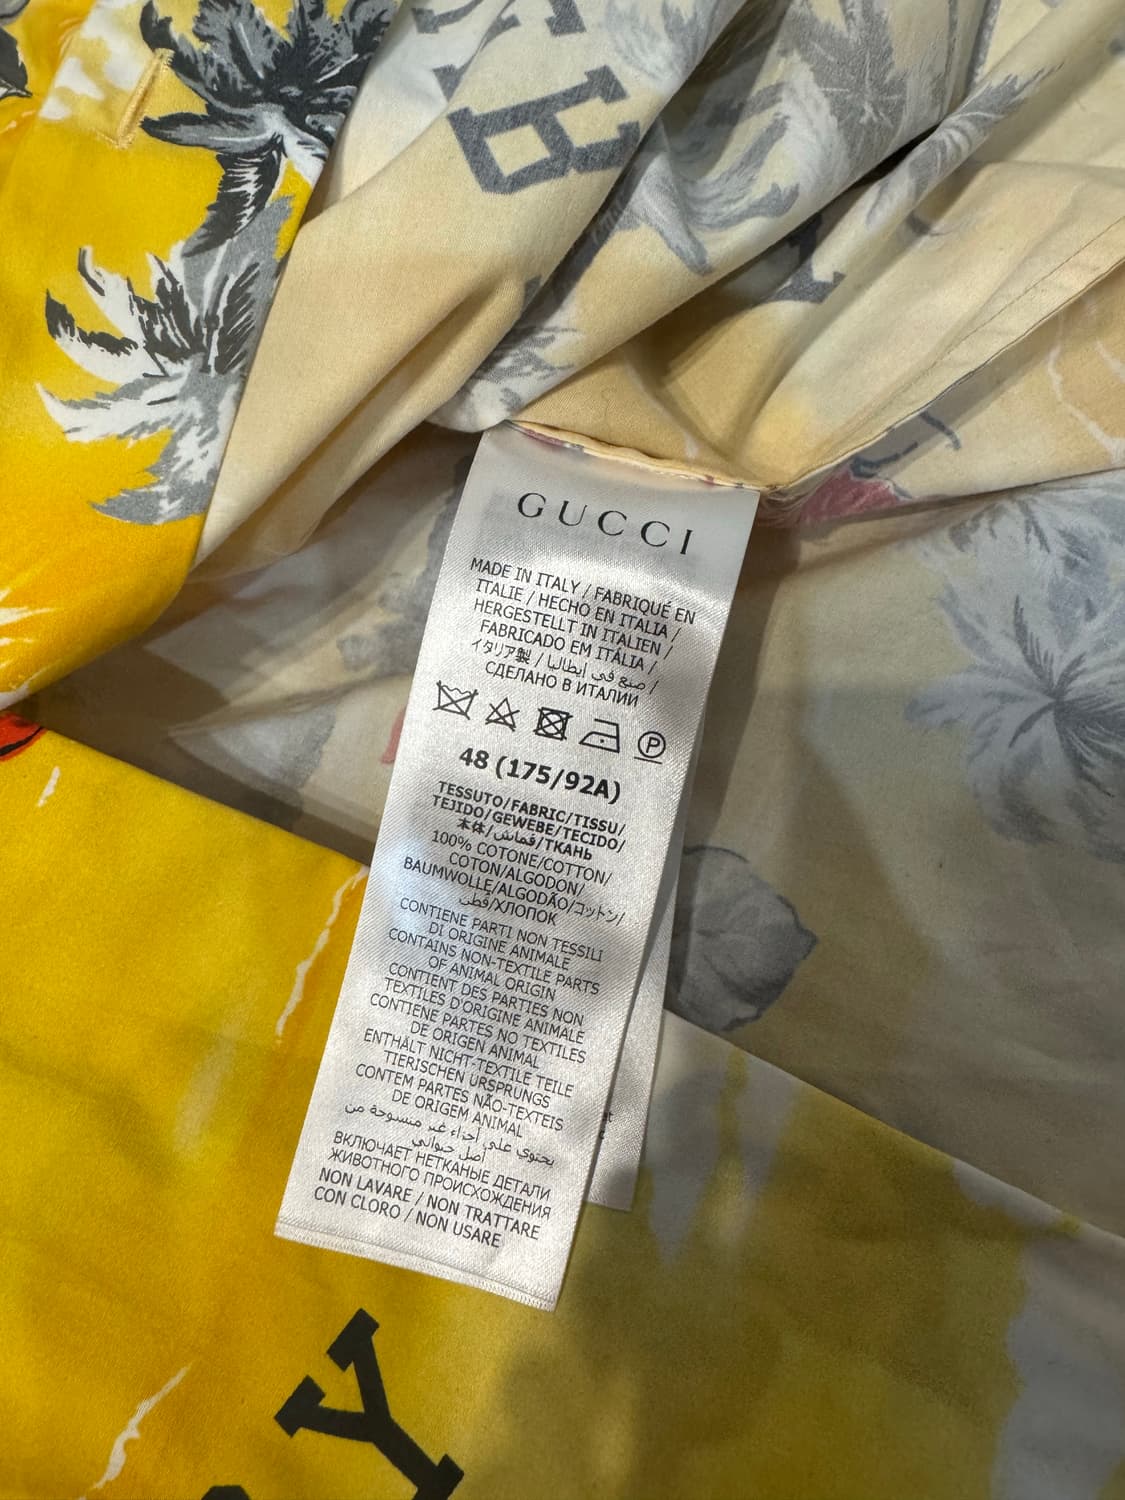 GUCCI
MADE IN ITALY / FABRIQUÉ EN
ITALIE / HECHO EN ITALIA /
HERGESTELLT IN ITALIEN /
FABRICADO EM ITÁLIA /
イタリア製 / صنع في إيطاليا /
СДЕЛАНО В ИТАЛИИ
P
48 (175/92A)
TESSUTO/FABRIC/TISSU/
TEJIDO/GEWEBE/TECIDO/
本体/قماش/ТКАНЬ
100% COTONE/COTTON/
COTON/ALGODON/
BAUMWOLLE/ALGODÃO/コットン/
قطن/ХЛОПОК
CONTIENE PARTI NON TESSILI
DI ORIGINE ANIMALE
CONTAINS NON-TEXTILE PARTS
OF ANIMAL ORIGIN
CONTIENT DES PARTIES NON
TEXTILES D'ORIGINE ANIMALE
CONTIENE PARTES NO TEXTILES
DE ORIGEN ANIMAL
ENTHÄLT NICHT-TEXTILE TEILE
TIERISCHEN URSPRUNGS
CONTEM PARTES NÃO-TEXTEIS
DE ORIGEM ANIMAL
يحتوي على أجزاء غير منسوجة من
أصل حيواني
ВКЛЮЧАЕТ НЕТКАНЫЕ ДЕТАЛИ
ЖИВОТНОГО ПРОИСХОЖДЕНИЯ
NON LAVARE / NON TRATTARE
CON CLORO / NON USARE
Y